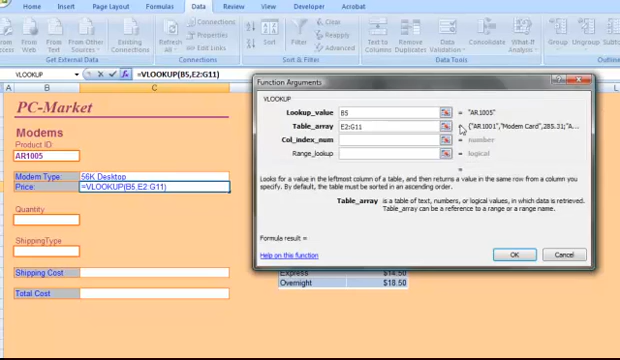 Home Insert Page Layout Formulas Data Review View Developer Acrobat
From Web From Text From Other Sources Existing Connections Refresh All Connections Properties Edit Links Sort Filter Clear Reapply Advanced Text to Columns Remove Duplicates Data Validation Group Ungroup
Get External Data Connections
VLOOKUP =VLOOKUP(B5,E2:G11)
B C L
PC-Market
Modems
Product ID:
AR1005
Modem Type: 56K Desktop
Price: =VLOOKUP(B5,E2:G11)
Quantity
ShippingType
Shipping Cost
Total Cost
Function Arguments
VLOOKUP
Lookup_value B5 = "AR1005"
Table_array E2:G11 = {"AR1001","Modem Card",285.31;"A...
Col_index_num = number
Range_lookup = logical
=
Looks for a value in the leftmost column of a table, and then returns a value in the same row from a column you
specify. By default, the table must be sorted in an ascending order.
Table_array is a table of text, numbers, or logical values, in which data is retrieved.
Table_array can be a reference to a range or a range name.
Formula result =
Help on this function OK Cancel
Express $14.50
Overnight $18.50